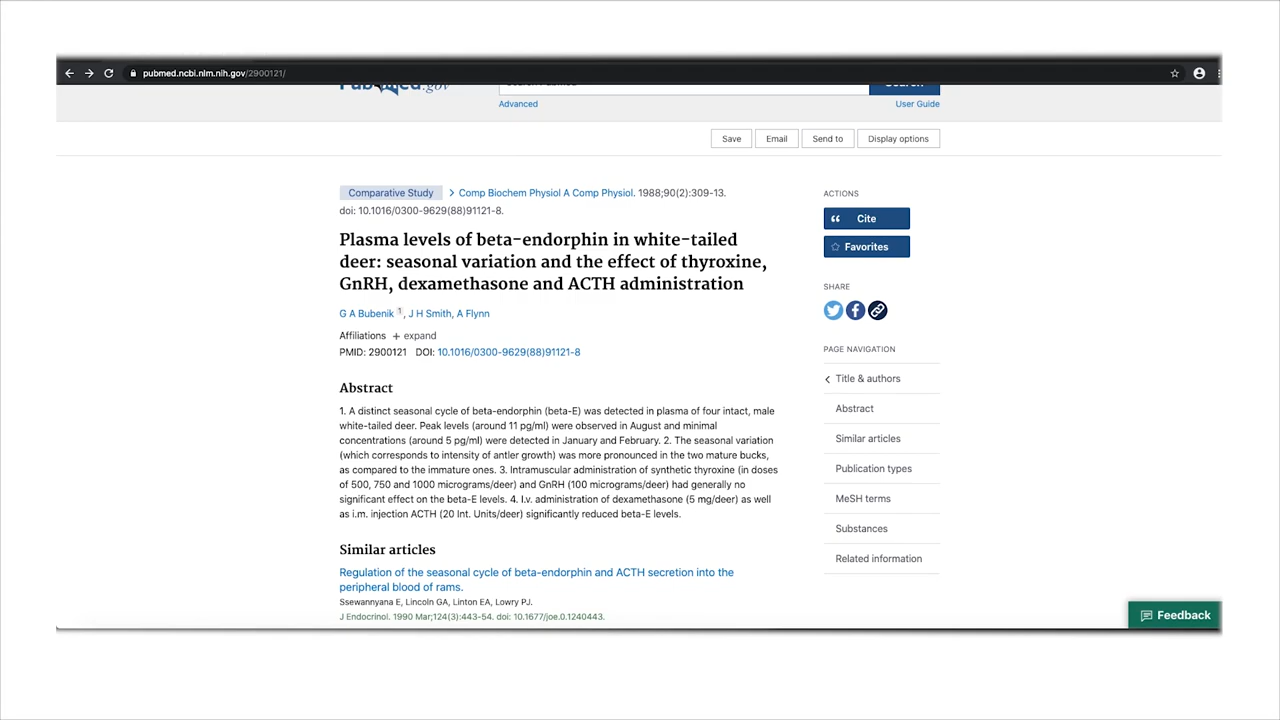 pubmed.ncbi.nlm.nih.gov/2900121/
PubMed.gov
Search
Advanced
User Guide
Save
Email
Send to
Display options
Comparative Study
Comp Biochem Physiol A Comp Physiol. 1988;90(2):309-13.
doi: 10.1016/0300-9629(88)91121-8.
Plasma levels of beta-endorphin in white-tailed
deer: seasonal variation and the effect of thyroxine,
GnRH, dexamethasone and ACTH administration
G A Bubenik 1, J H Smith, A Flynn
Affiliations + expand
PMID: 2900121 DOI: 10.1016/0300-9629(88)91121-8
Abstract
1. A distinct seasonal cycle of beta-endorphin (beta-E) was detected in plasma of four intact, male
white-tailed deer. Peak levels (around 11 pg/ml) were observed in August and minimal
concentrations (around 5 pg/ml) were detected in January and February. 2. The seasonal variation
(which corresponds to intensity of antler growth) was more pronounced in the two mature bucks,
as compared to the immature ones. 3. Intramuscular administration of synthetic thyroxine (in doses
of 500, 750 and 1000 micrograms/deer) and GnRH (100 micrograms/deer) had generally no
significant effect on the beta-E levels. 4. I.v. administration of dexamethasone (5 mg/deer) as well
as i.m. injection ACTH (20 Int. Units/deer) significantly reduced beta-E levels.
Similar articles
Regulation of the seasonal cycle of beta-endorphin and ACTH secretion into the
peripheral blood of rams.
Ssewannyana E, Lincoln GA, Linton EA, Lowry PJ.
J Endocrinol. 1990 Mar;124(3):443-54. doi: 10.1677/joe.0.1240443.
ACTIONS
Cite
Favorites
SHARE
PAGE NAVIGATION
Title & authors
Abstract
Similar articles
Publication types
MeSH terms
Substances
Related information
Feedback